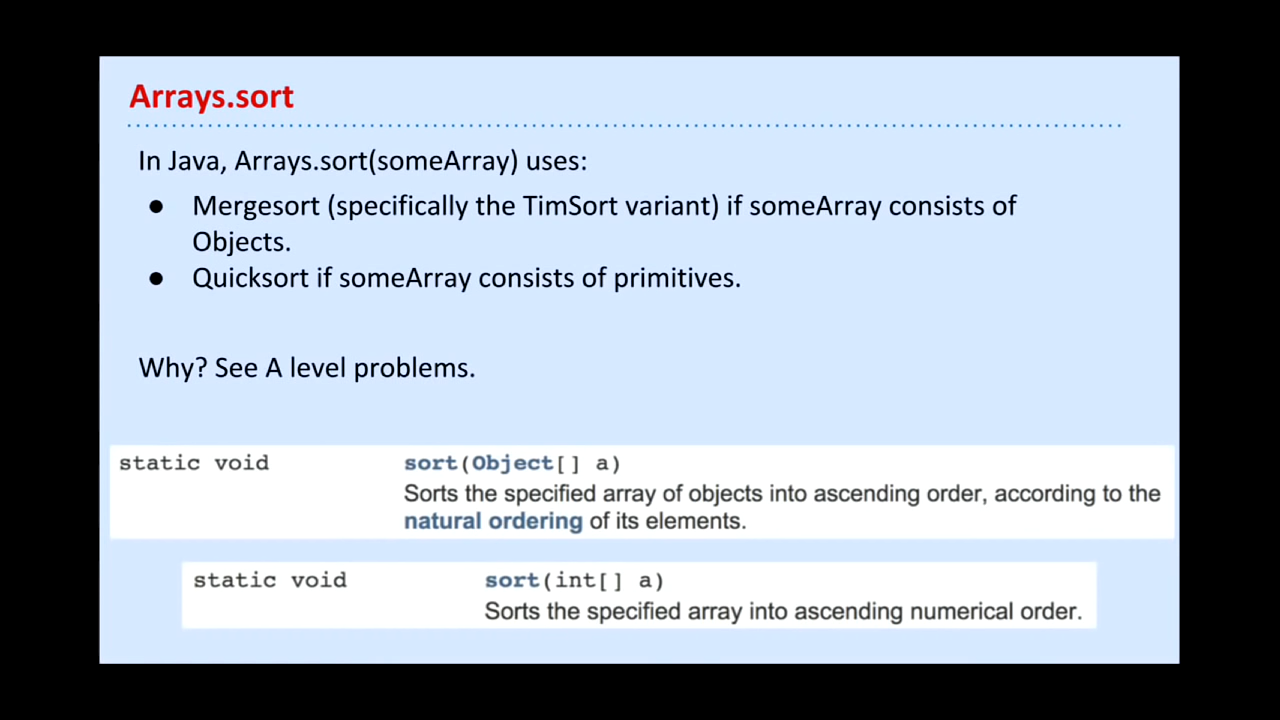 Arrays.sort
In Java, Arrays.sort(someArray) uses:
● Mergesort (specifically the TimSort variant) if someArray consists of
Objects.
● Quicksort if someArray consists of primitives.
Why? See A level problems.
static void sort(Object[] a)
Sorts the specified array of objects into ascending order, according to the
natural ordering of its elements.
static void sort(int[] a)
Sorts the specified array into ascending numerical order.